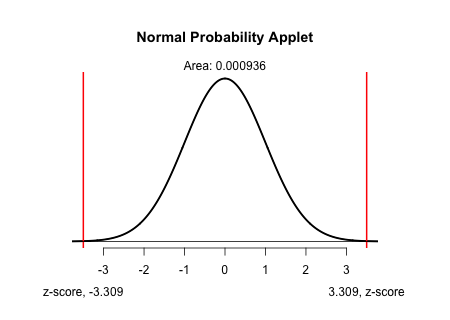 Normal Probability Applet
Area: 0.000936
-3 -2 -1 0 1 2 3
z-score, -3.309 3.309, z-score